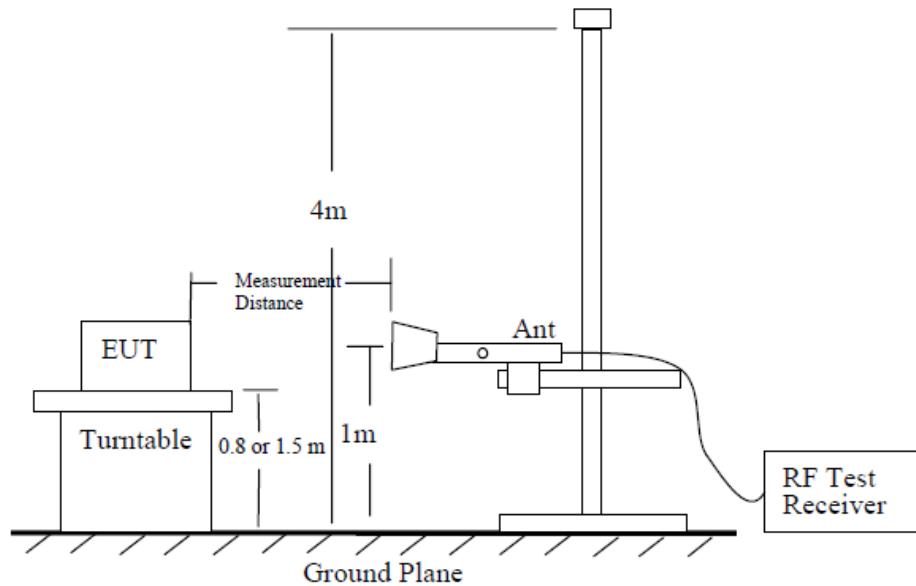 4m
Measurement
Distance
Ant
EUT
Turntable
0.8 or 1.5 m
1m
RF Test
Receiver
Ground Plane